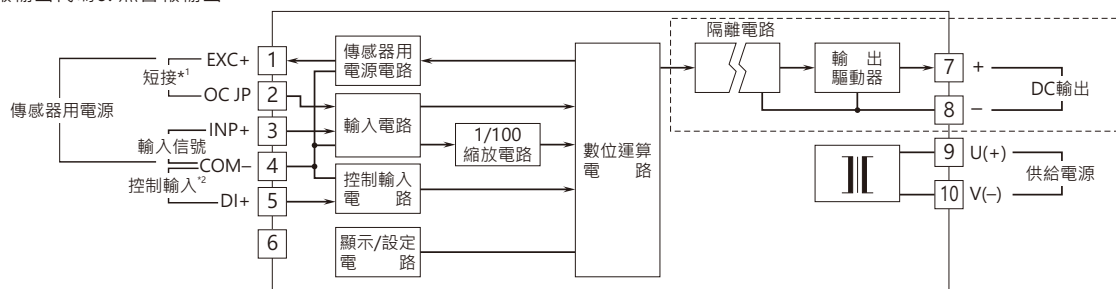 傳感器用電源
EXC+
短接*1
OC JP
INP+
輸入信號
COM−
控制輸入*2
DI+
1
2
3
4
5
6
傳感器用
電源電路
輸入電路
1/100
縮放電路
控制輸入
電 路
顯示/設定
電 路
數位運算
電 路
隔離電路
輸 出
驅動器
7
+
8
−
DC輸出
9
U(+)
10
V(−)
供給電源